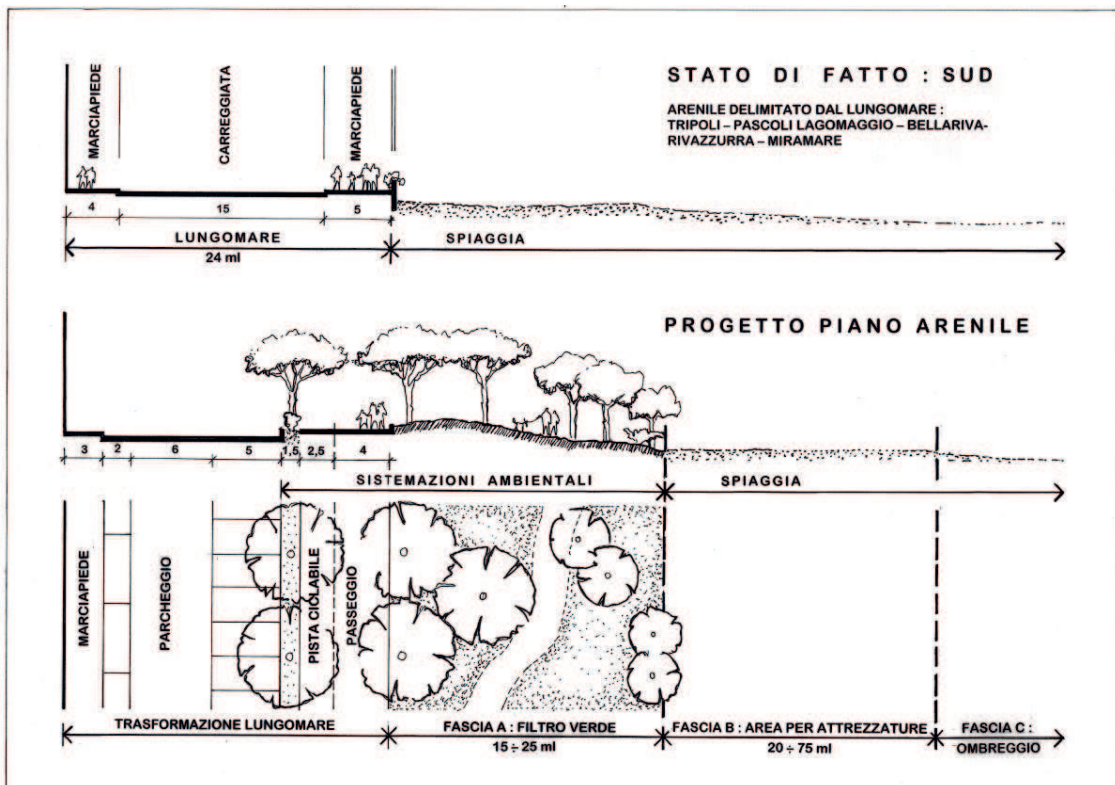 STATO DI FATTO : SUD
ARENILE DELIMITATO DAL LUNGOMARE :
TRIPOLI – PASCOLI LAGOMAGGIO – BELLARIVA-
RIVAZZURRA – MIRAMARE
MARCIAPIEDE
CARREGGIATA
MARCIAPIEDE
4 15 5
LUNGOMARE SPIAGGIA
24 ml
PROGETTO PIANO ARENILE
3 2 6 5 1,5 2,5 4
SISTEMAZIONI AMBIENTALI SPIAGGIA
MARCIAPIEDE
PARCHEGGIO
PISTA CICLABILE
PASSEGGIO
TRASFORMAZIONE LUNGOMARE FASCIA A : FILTRO VERDE FASCIA B : AREA PER ATTREZZATURE FASCIA C :
15 ÷ 25 ml 20 ÷ 75 ml OMBREGGIO